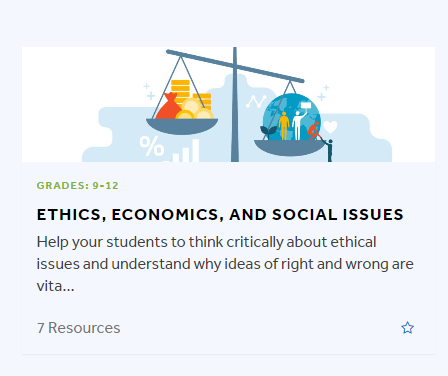 %
GRADES: 9-12
ETHICS, ECONOMICS, AND SOCIAL ISSUES
Help your students to think critically about ethical
issues and understand why ideas of right and wrong are
vita...
7 Resources